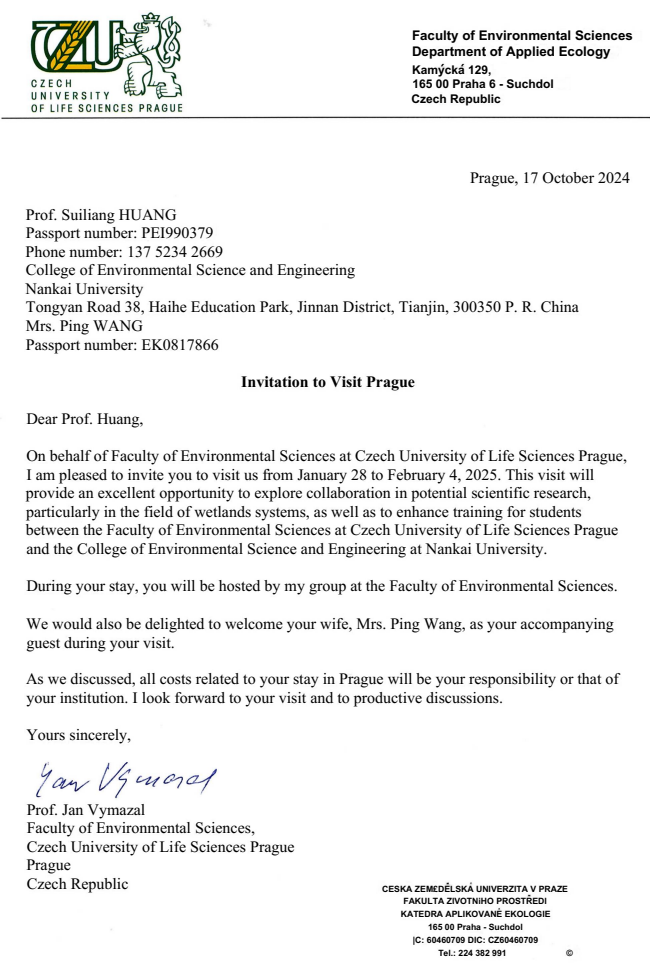 CZU
CZECH
UNIVERSITY
OF LIFE SCIENCES PRAGUE
Faculty of Environmental Sciences
Department of Applied Ecology
Kamýcká 129,
165 00 Praha 6 - Suchdol
Czech Republic
Prague, 17 October 2024
Prof. Suiliang HUANG
Passport number: PEI990379
Phone number: 137 5234 2669
College of Environmental Science and Engineering
Nankai University
Tongyan Road 38, Haihe Education Park, Jinnan District, Tianjin, 300350 P. R. China
Mrs. Ping WANG
Passport number: EK0817866
Invitation to Visit Prague
Dear Prof. Huang,
On behalf of Faculty of Environmental Sciences at Czech University of Life Sciences Prague,
I am pleased to invite you to visit us from January 28 to February 4, 2025. This visit will
provide an excellent opportunity to explore collaboration in potential scientific research,
particularly in the field of wetlands systems, as well as to enhance training for students
between the Faculty of Environmental Sciences at Czech University of Life Sciences Prague
and the College of Environmental Science and Engineering at Nankai University.
During your stay, you will be hosted by my group at the Faculty of Environmental Sciences.
We would also be delighted to welcome your wife, Mrs. Ping Wang, as your accompanying
guest during your visit.
As we discussed, all costs related to your stay in Prague will be your responsibility or that of
your institution. I look forward to your visit and to productive discussions.
Yours sincerely,
Jan Vymazal
Prof. Jan Vymazal
Faculty of Environmental Sciences,
Czech University of Life Sciences Prague
Prague
Czech Republic
CESKA ZEMĚDĚLSKÁ UNIVERZITA V PRAZE
FAKULTA ZIVOTNiHO PROSTŘEDI
KATEDRA APLIKOVANÉ EKOLOGIE
165 00 Praha - Suchdol
|C: 60460709 DIC: CZ60460709
Tel.: 224 382 991 ©